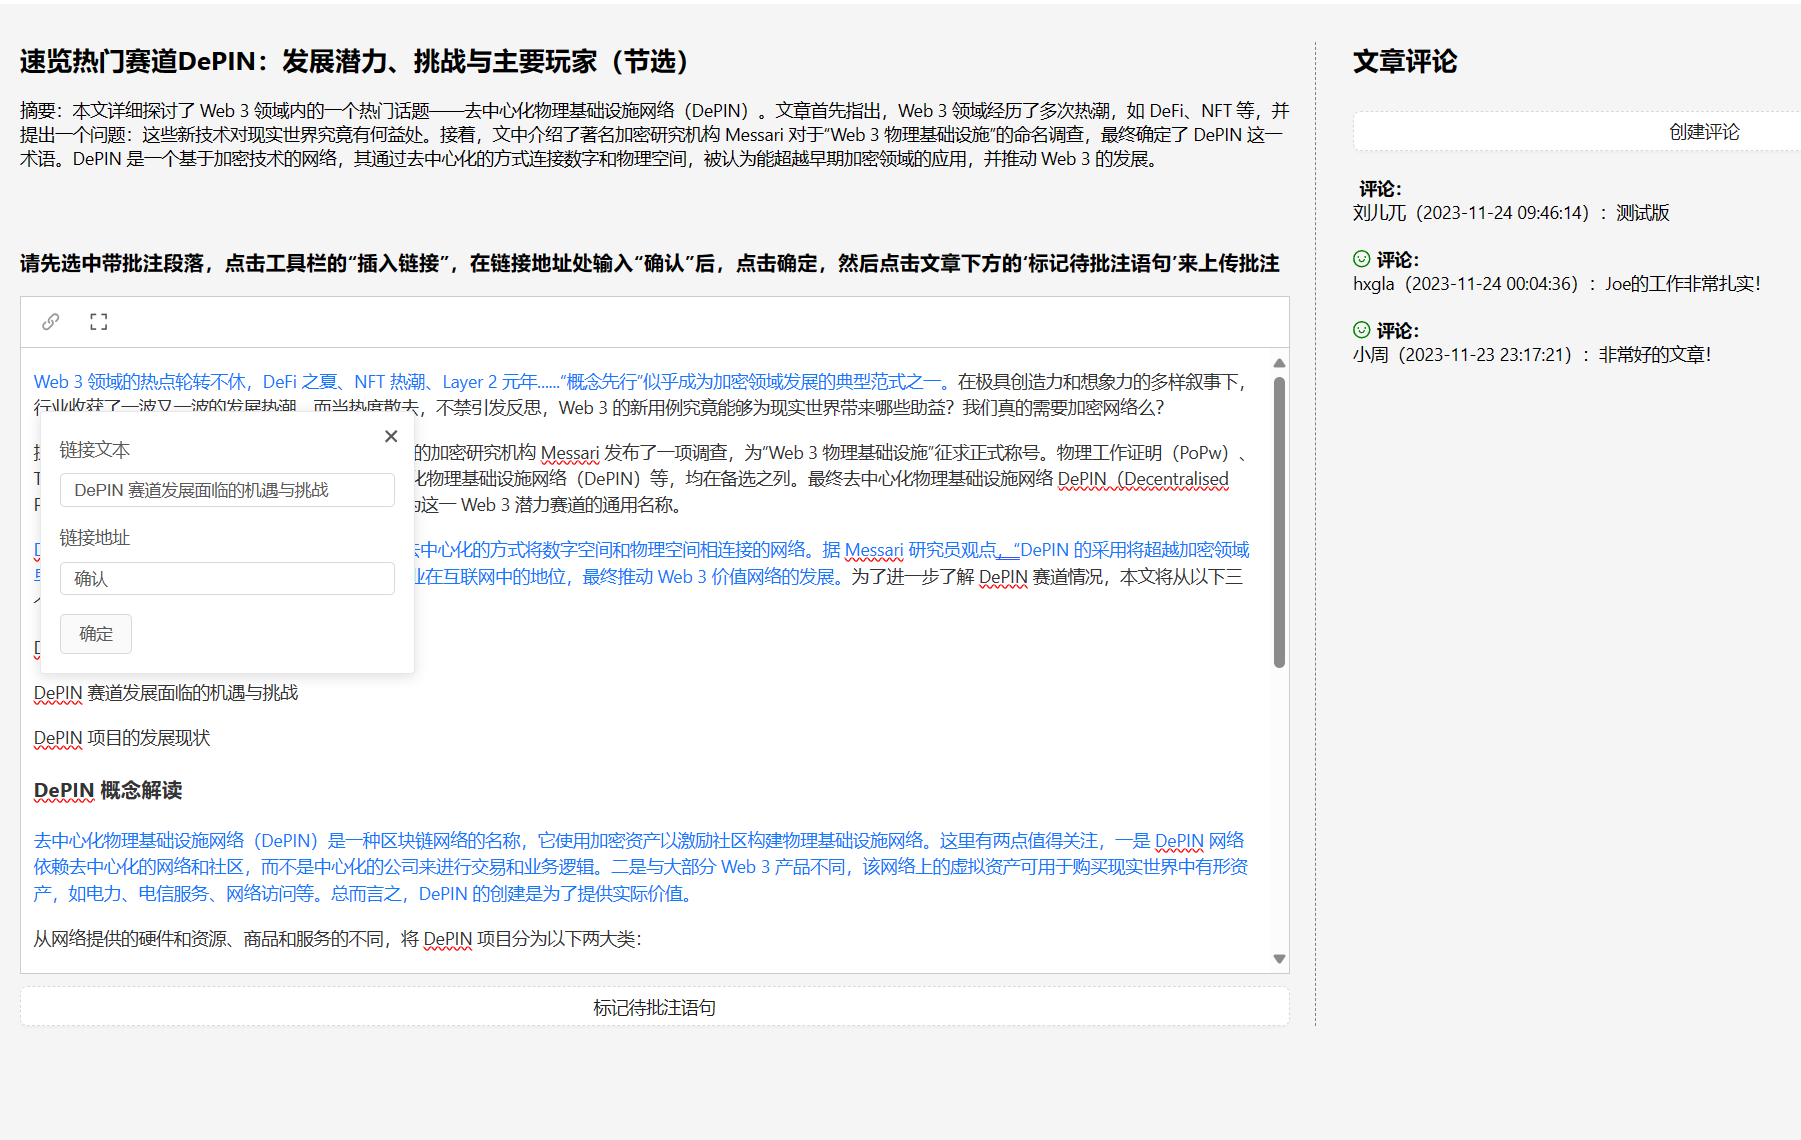 速览热门赛道DePIN：发展潜力、挑战与主要玩家（节选）
摘要：本文详细探讨了 Web 3 领域内的一个热门话题——去中心化物理基础设施网络（DePIN）。文章首先指出，Web 3 领域经历了多次热潮，如 DeFi、NFT 等，并
提出一个问题：这些新技术对现实世界究竟有何益处。接着，文中介绍了著名加密研究机构 Messari 对于“Web 3 物理基础设施”的命名调查，最终确定了 DePIN 这一
术语。DePIN 是一个基于加密技术的网络，其通过去中心化的方式连接数字和物理空间，被认为能超越早期加密领域的应用，并推动 Web 3 的发展。
请先选中带批注段落，点击工具栏的“插入链接”，在链接地址处输入“确认”后，点击确定，然后点击文章下方的‘标记待批注语句’来上传批注
Web 3 领域的热点轮转不休，DeFi 之夏、NFT 热潮、Layer 2 元年......“概念先行”似乎成为加密领域发展的典型范式之一。在极具创造力和想象力的多样叙事下，
行业收获了一波又一波的发展热潮。而当热度散去，不禁引发反思，Web 3 的新用例究竟能够为现实世界带来哪些助益？我们真的需要加密网络么？
的加密研究机构 Messari 发布了一项调查，为“Web 3 物理基础设施”征求正式称号。物理工作证明（PoPw）、
化物理基础设施网络（DePIN）等，均在备选之列。最终去中心化物理基础设施网络 DePIN（Decentralised
为这一 Web 3 潜力赛道的通用名称。
去中心化的方式将数字空间和物理空间相连接的网络。据 Messari 研究员观点，“DePIN 的采用将超越加密领域
业在互联网中的地位，最终推动 Web 3 价值网络的发展。为了进一步了解 DePIN 赛道情况，本文将从以下三
链接文本
DePIN 赛道发展面临的机遇与挑战
链接地址
确认
确定
DePIN 赛道发展面临的机遇与挑战
DePIN 项目的发展现状
DePIN 概念解读
去中心化物理基础设施网络（DePIN）是一种区块链网络的名称，它使用加密资产以激励社区构建物理基础设施网络。这里有两点值得关注，一是 DePIN 网络
依赖去中心化的网络和社区，而不是中心化的公司来进行交易和业务逻辑。二是与大部分 Web 3 产品不同，该网络上的虚拟资产可用于购买现实世界中有形资
产，如电力、电信服务、网络访问等。总而言之，DePIN 的创建是为了提供实际价值。
从网络提供的硬件和资源、商品和服务的不同，将 DePIN 项目分为以下两大类：
标记待批注语句
文章评论
创建评论
评论：
刘儿兀（2023-11-24 09:46:14）：测试版
评论：
hxgla（2023-11-24 00:04:36）：Joe的工作非常扎实！
评论：
小周（2023-11-23 23:17:21）：非常好的文章！